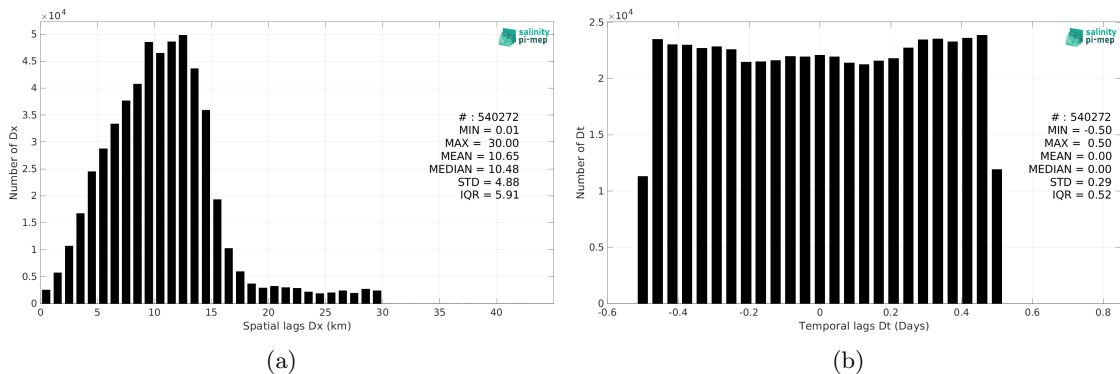 ×10⁴
5
4.5
4
3.5
3
2.5
2
1.5
1
0.5
0
Number of Dx
0 5 10 15 20 25 30 35 40
Spatial lags Dx (km)
salinity
pi-mep
# : 540272
MIN = 0.01
MAX = 30.00
MEAN = 10.65
MEDIAN = 10.48
STD = 4.88
IQR = 5.91
(a)
×10⁴
2.5
2
1.5
1
0.5
0
Number of Dt
-0.6 -0.4 -0.2 0 0.2 0.4 0.6 0.8
Temporal lags Dt (Days)
salinity
pi-mep
# : 540272
MIN = -0.50
MAX = 0.50
MEAN = 0.00
MEDIAN = 0.00
STD = 0.29
IQR = 0.52
(b)